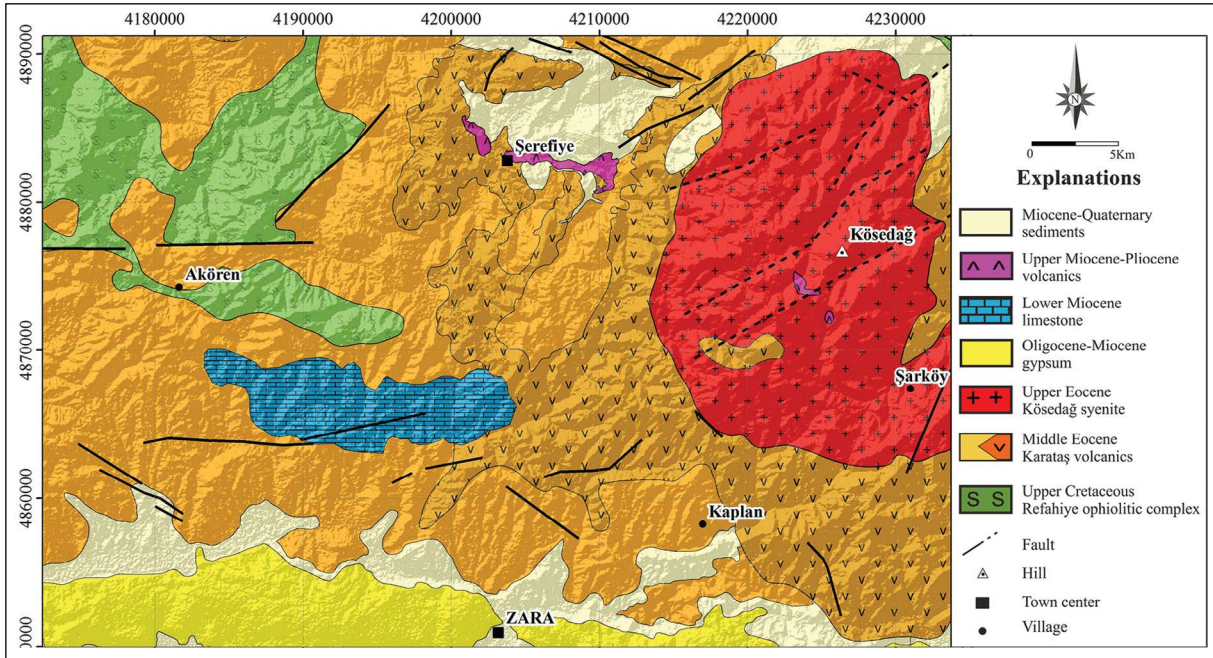 4180000 4190000 4200000 4210000 4220000 4230000
4890000
4880000
4870000
4860000
0000
Şerefiye
Kösedağ
Akören
Şarköy
Kaplan
ZARA
N
0 5Km
Explanations
Miocene-Quaternary
sediments
Upper Miocene-Pliocene
volcanics
Lower Miocene
limestone
Oligocene-Miocene
gypsum
Upper Eocene
Kösedağ syenite
Middle Eocene
Karataş volcanics
S S
Upper Cretaceous
Refahiye ophiolitic complex
Fault
Hill
Town center
Village